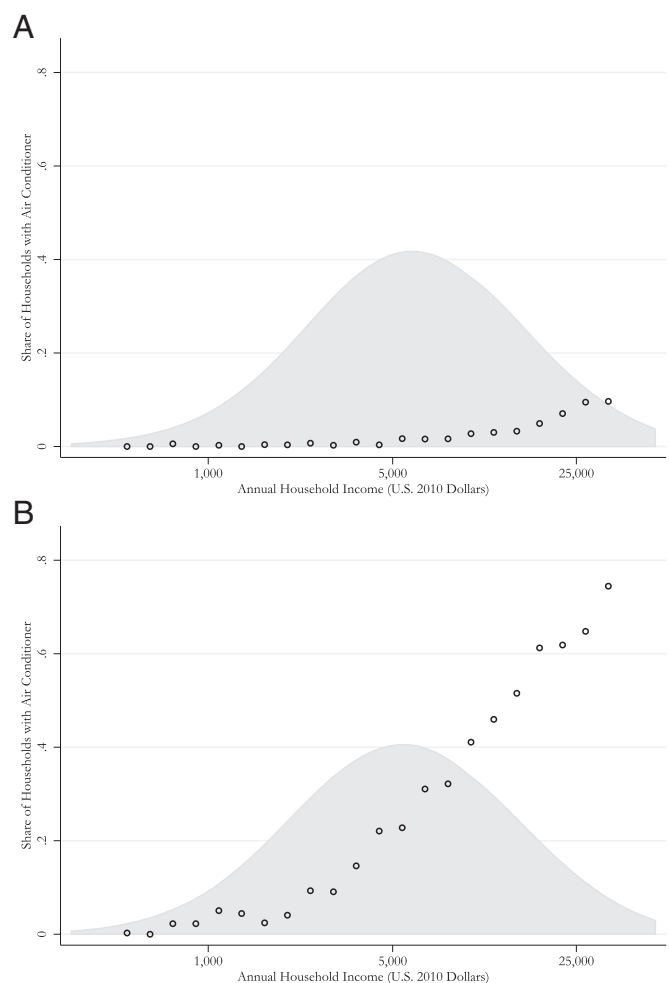 A
Share of Households with Air Conditioner
.8
.6
.4
.2
0
1,000 5,000 25,000
Annual Household Income (U.S. 2010 Dollars)
B
Share of Households with Air Conditioner
.8
.6
.4
.2
0
1,000 5,000 25,000
Annual Household Income (U.S. 2010 Dollars)